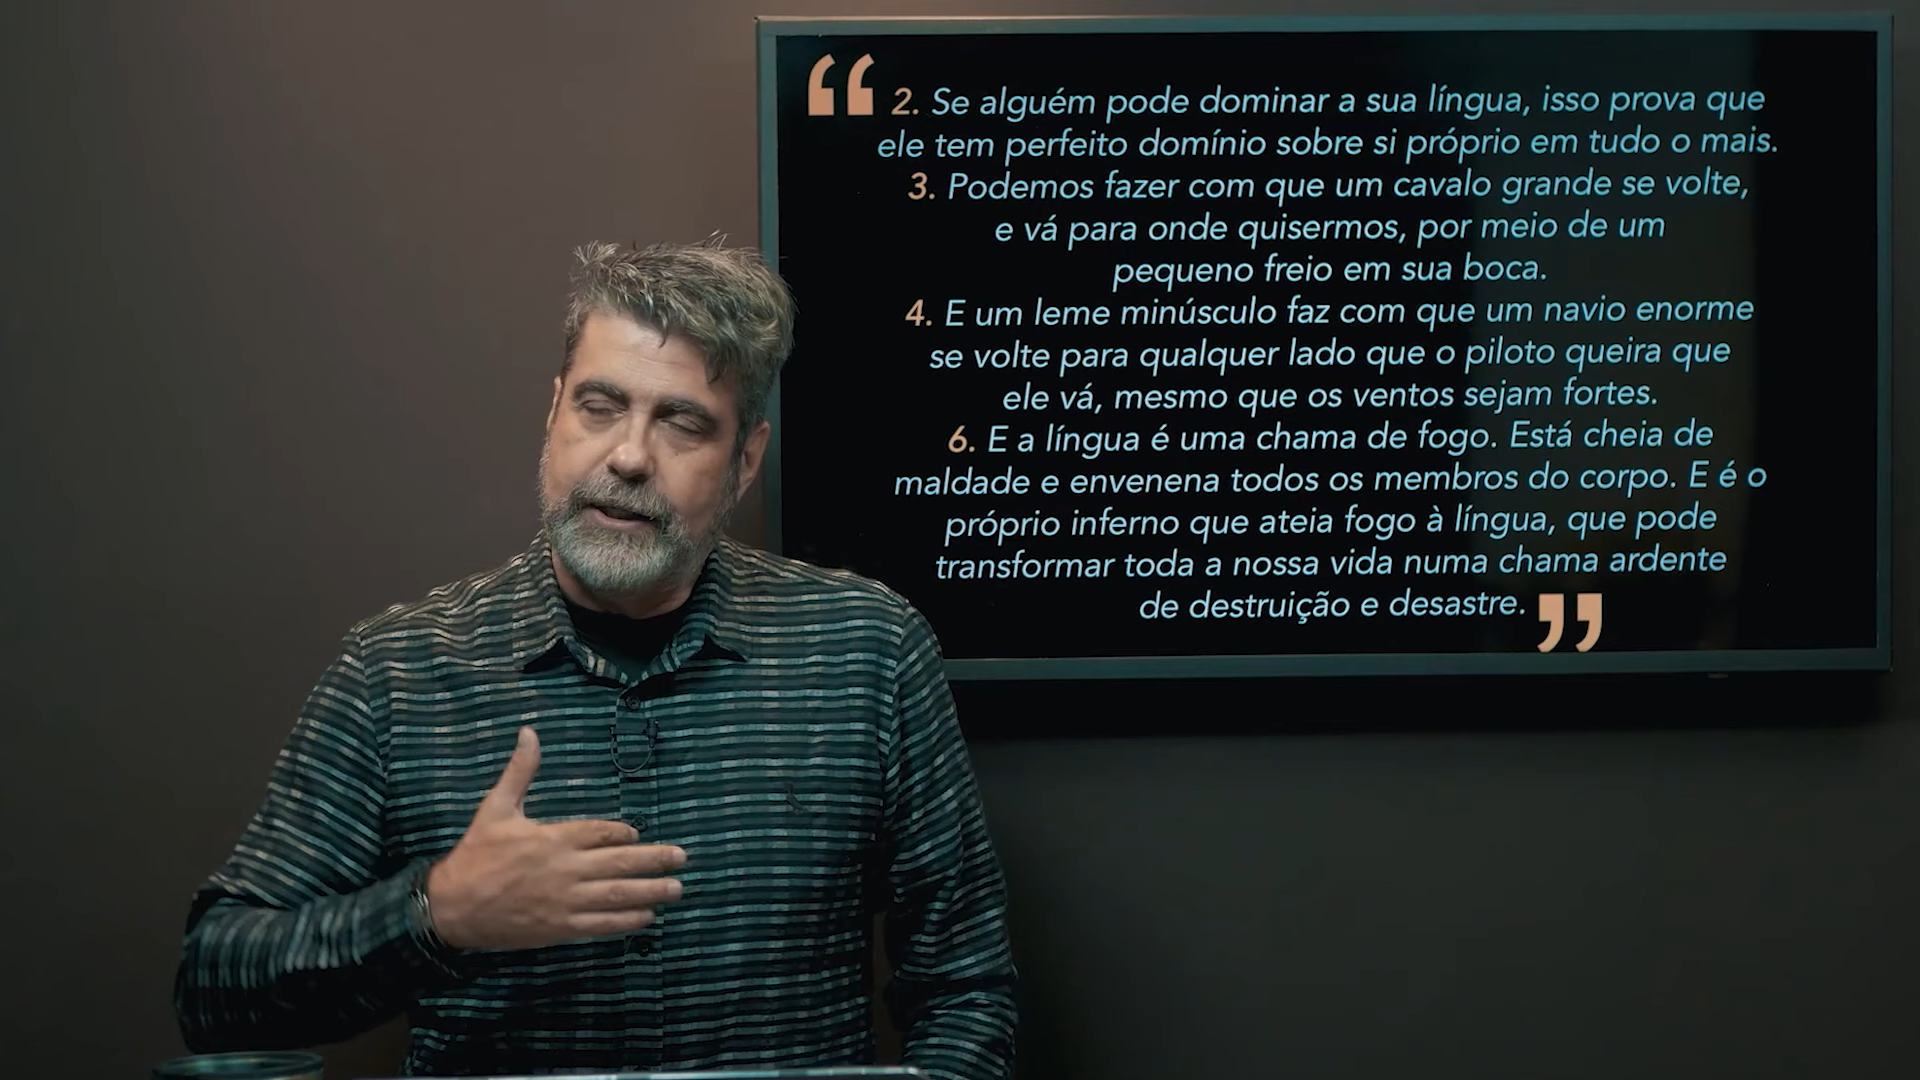 “ 2. Se alguém pode dominar a sua língua, isso prova que
ele tem perfeito domínio sobre si próprio em tudo o mais.
3. Podemos fazer com que um cavalo grande se volte,
e vá para onde quisermos, por meio de um
pequeno freio em sua boca.
4. E um leme minúsculo faz com que um navio enorme
se volte para qualquer lado que o piloto queira que
ele vá, mesmo que os ventos sejam fortes.
6. E a língua é uma chama de fogo. Está cheia de
maldade e envenena todos os membros do corpo. E é o
próprio inferno que ateia fogo à língua, que pode
transformar toda a nossa vida numa chama ardente
de destruição e desastre. ”